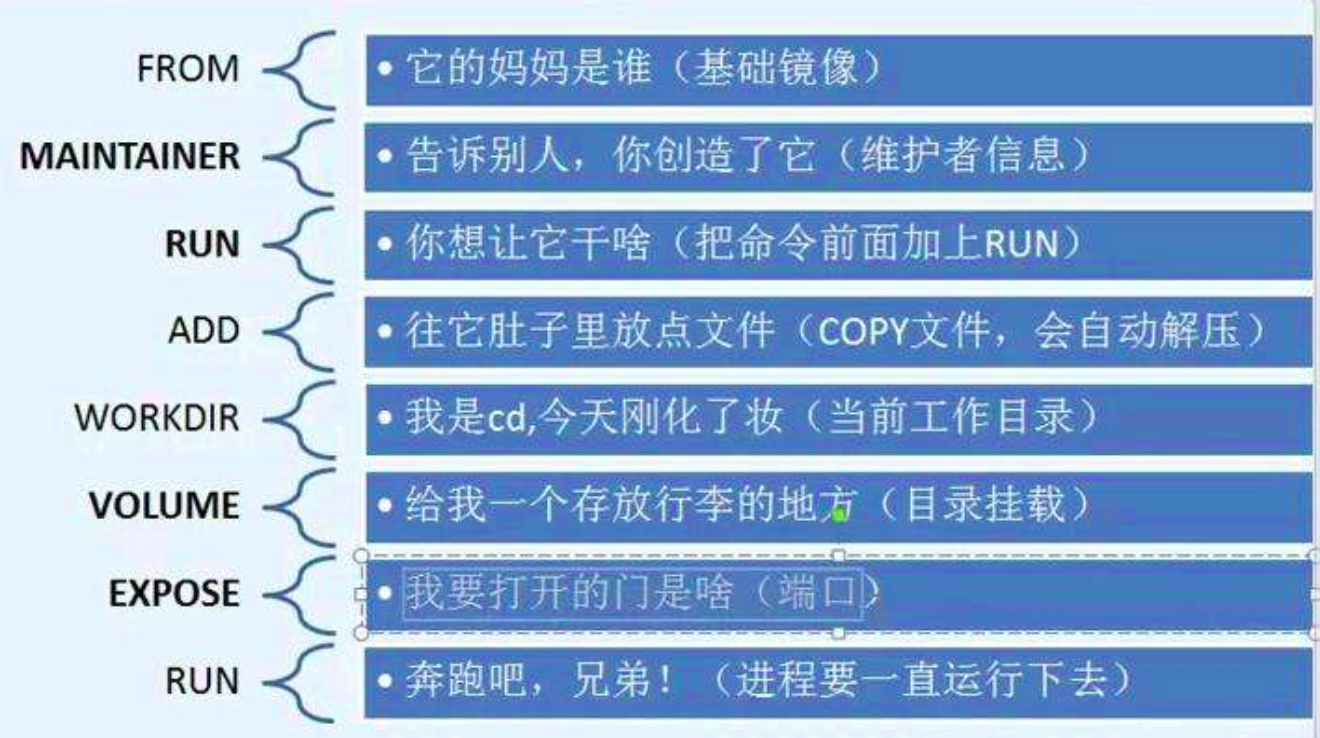 FROM
• 它的妈妈是谁（基础镜像）
MAINTAINER
• 告诉别人，你创造了它（维护者信息）
RUN
• 你想让它干啥（把命令前面加上RUN）
ADD
• 往它肚子里放点文件（COPY文件，会自动解压）
WORKDIR
• 我是cd,今天刚化了妆（当前工作目录）
VOLUME
• 给我一个存放行李的地方（目录挂载）
EXPOSE
• 我要打开的门是啥（端口）
RUN
• 奔跑吧，兄弟！（进程要一直运行下去）